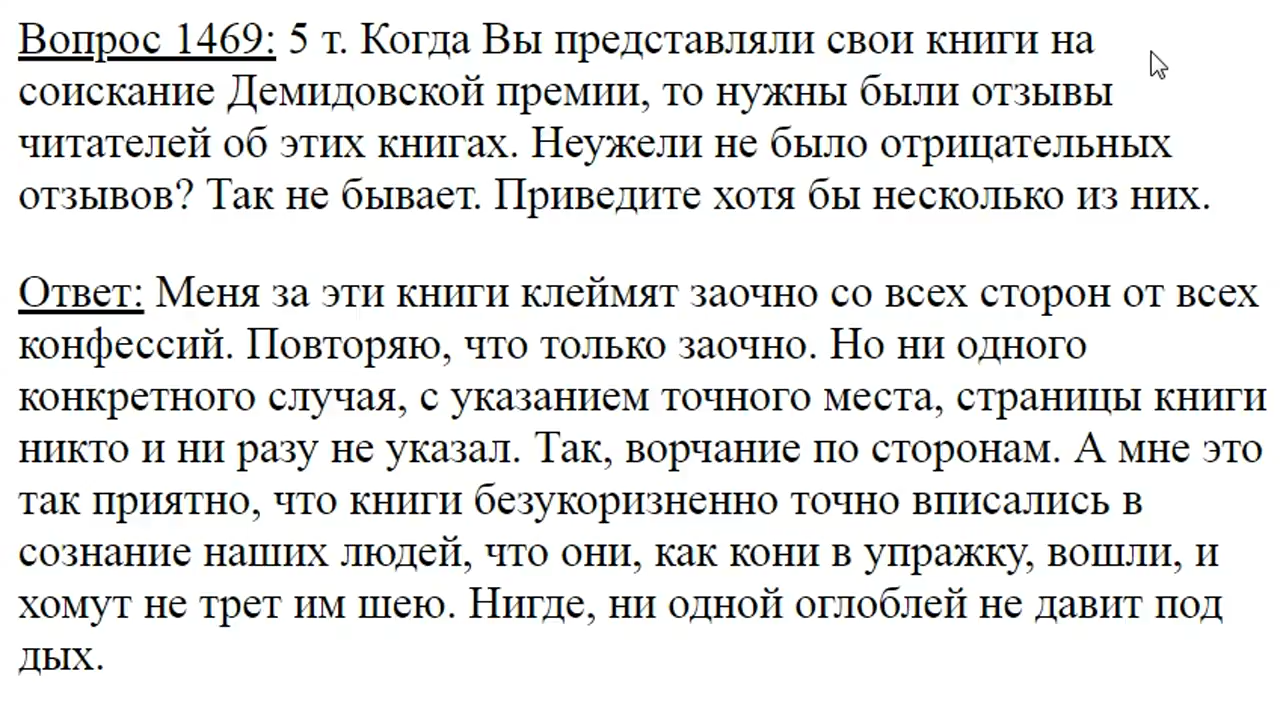 Вопрос 1469: 5 т. Когда Вы представляли свои книги на
соискание Демидовской премии, то нужны были отзывы
читателей об этих книгах. Неужели не было отрицательных
отзывов? Так не бывает. Приведите хотя бы несколько из них.
Ответ: Меня за эти книги клеймят заочно со всех сторон от всех
конфессий. Повторяю, что только заочно. Но ни одного
конкретного случая, с указанием точного места, страницы книги
никто и ни разу не указал. Так, ворчание по сторонам. А мне это
так приятно, что книги безукоризненно точно вписались в
сознание наших людей, что они, как кони в упражку, вошли, и
хомут не трет им шею. Нигде, ни одной оглоблей не давит под
дых.